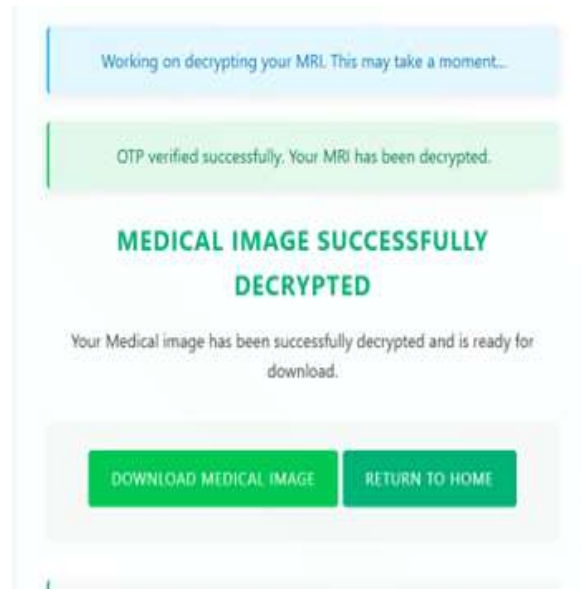 Working on decrypting your MRI. This may take a moment...
OTP verified successfully. Your MRI has been decrypted.
MEDICAL IMAGE SUCCESSFULLY
DECRYPTED
Your Medical image has been successfully decrypted and is ready for
download.
DOWNLOAD MEDICAL IMAGE
RETURN TO HOME